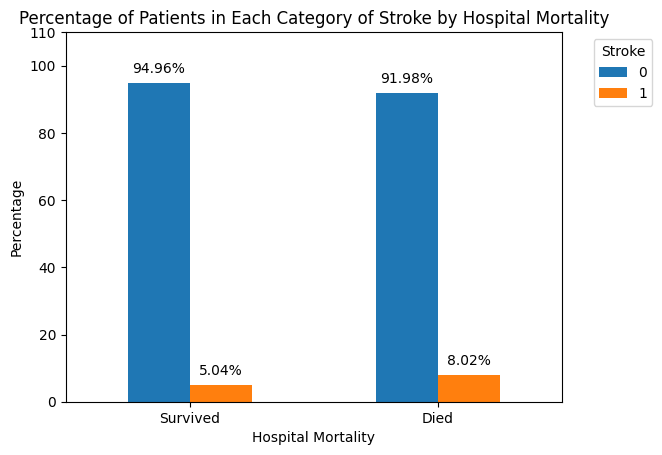 Percentage of Patients in Each Category of Stroke by Hospital Mortality
110
100
80
60
40
20
0
Percentage
94.96%
5.04%
91.98%
8.02%
Survived
Died
Hospital Mortality
Stroke
0
1